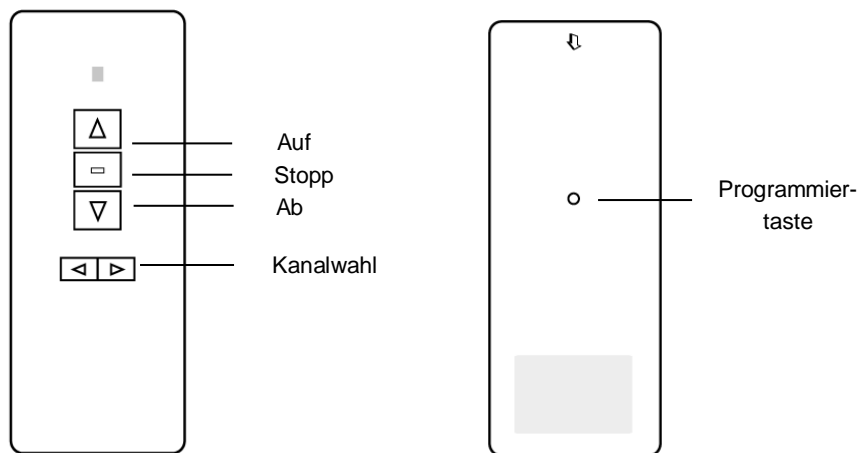 Auf
Stopp
Ab
Kanalwahl
Programmier-
taste